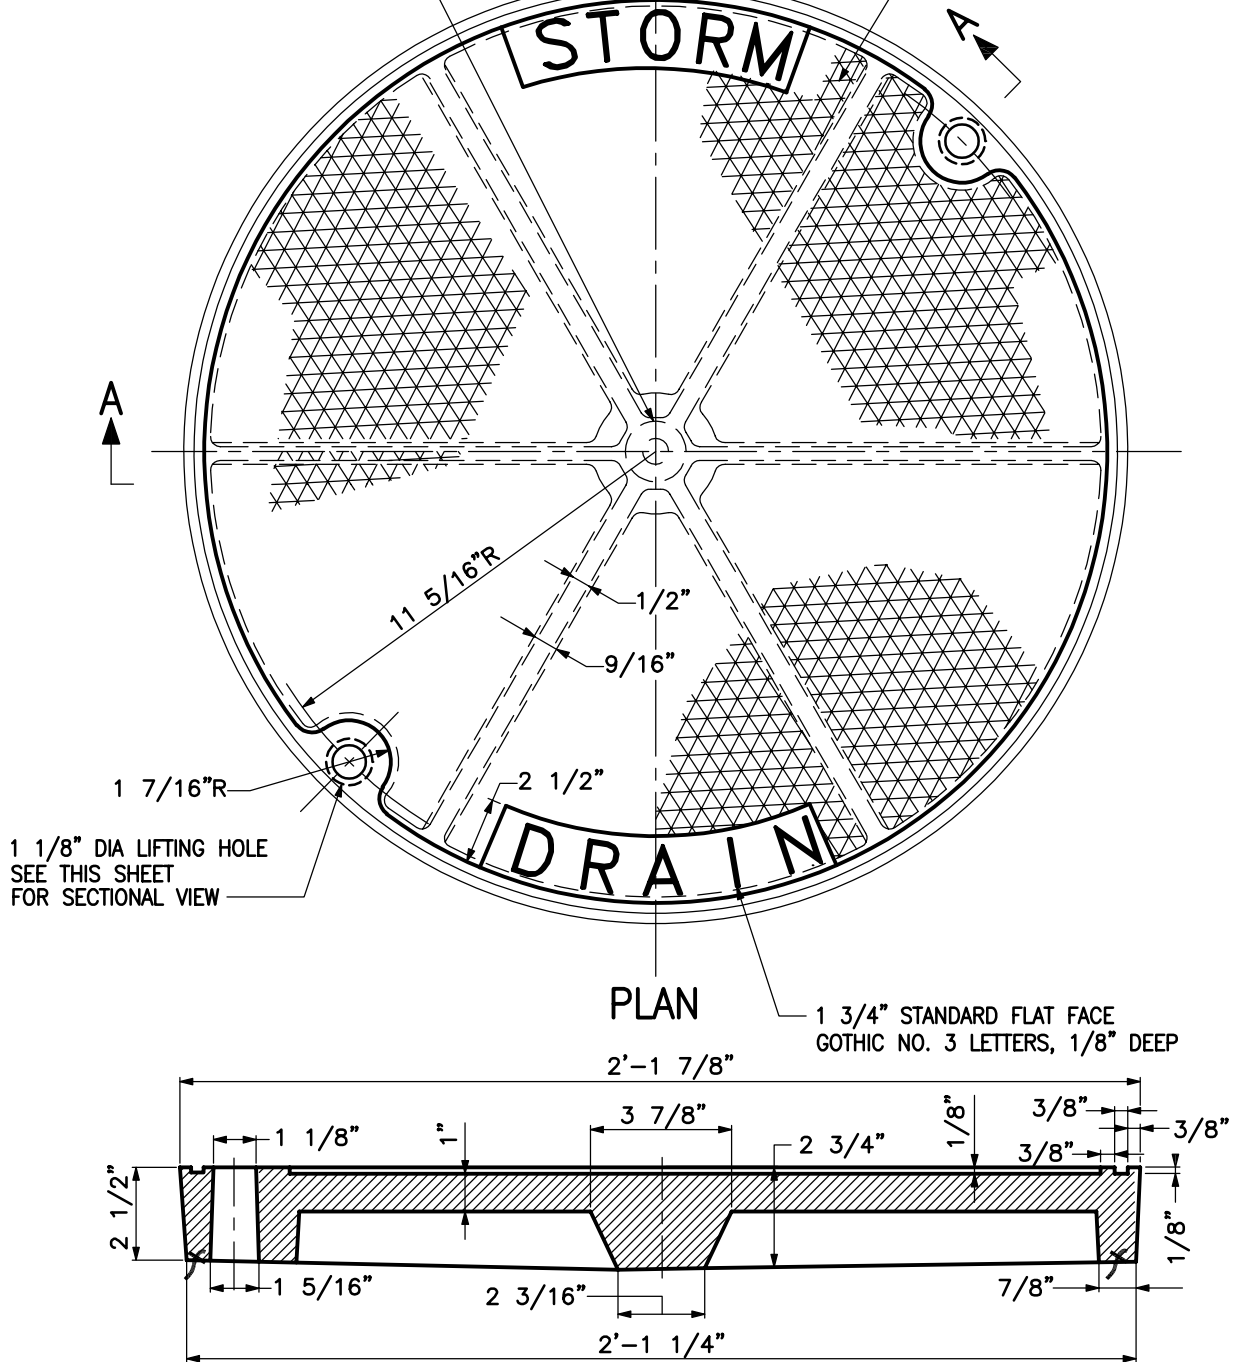 STORM
A
A
11 5/16"R
1/2"
9/16"
1 7/16"R
2 1/2"
1 1/8" DIA LIFTING HOLE
SEE THIS SHEET
FOR SECTIONAL VIEW
DRAIN
PLAN
1 3/4" STANDARD FLAT FACE
GOTHIC NO. 3 LETTERS, 1/8" DEEP
2'-1 7/8"
3 7/8"
1/8"
3/8"
3/8"
1 1/8"
1"
2 3/4"
3/8"
2 1/2"
1/8"
1 5/16"
2 3/16"
7/8"
2'-1 1/4"